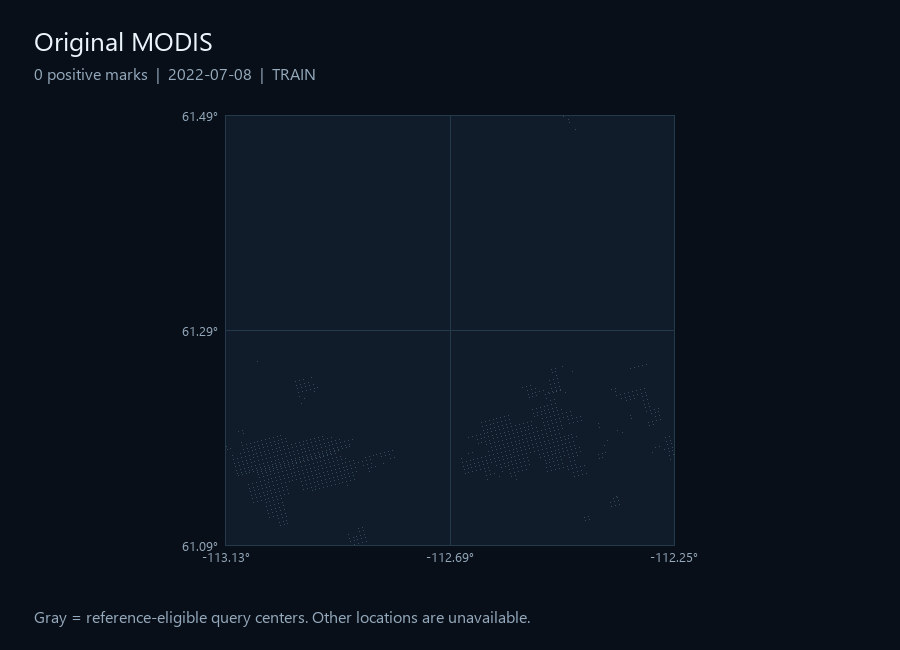 Original MODIS
0 positive marks | 2022-07-08 | TRAIN
61.49°
61.29°
61.09°
-113.13°
-112.69°
-112.25°
Gray = reference-eligible query centers. Other locations are unavailable.